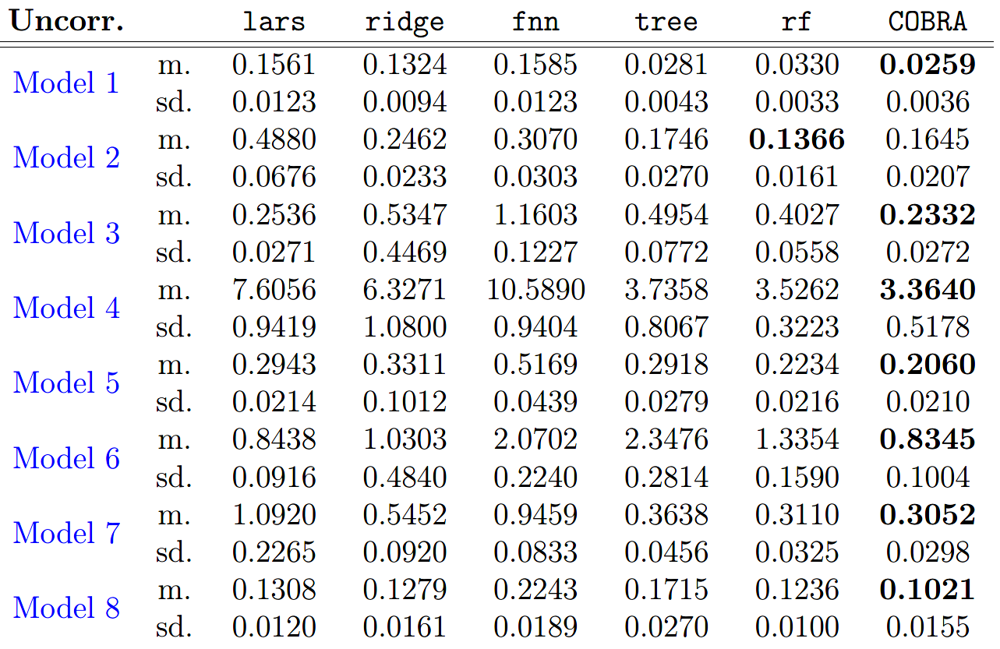 Uncorr. lars ridge fnn tree rf COBRA
Model 1 m. 0.1561 0.1324 0.1585 0.0281 0.0330 0.0259
sd. 0.0123 0.0094 0.0123 0.0043 0.0033 0.0036
Model 2 m. 0.4880 0.2462 0.3070 0.1746 0.1366 0.1645
sd. 0.0676 0.0233 0.0303 0.0270 0.0161 0.0207
Model 3 m. 0.2536 0.5347 1.1603 0.4954 0.4027 0.2332
sd. 0.0271 0.4469 0.1227 0.0772 0.0558 0.0272
Model 4 m. 7.6056 6.3271 10.5890 3.7358 3.5262 3.3640
sd. 0.9419 1.0800 0.9404 0.8067 0.3223 0.5178
Model 5 m. 0.2943 0.3311 0.5169 0.2918 0.2234 0.2060
sd. 0.0214 0.1012 0.0439 0.0279 0.0216 0.0210
Model 6 m. 0.8438 1.0303 2.0702 2.3476 1.3354 0.8345
sd. 0.0916 0.4840 0.2240 0.2814 0.1590 0.1004
Model 7 m. 1.0920 0.5452 0.9459 0.3638 0.3110 0.3052
sd. 0.2265 0.0920 0.0833 0.0456 0.0325 0.0298
Model 8 m. 0.1308 0.1279 0.2243 0.1715 0.1236 0.1021
sd. 0.0120 0.0161 0.0189 0.0270 0.0100 0.0155